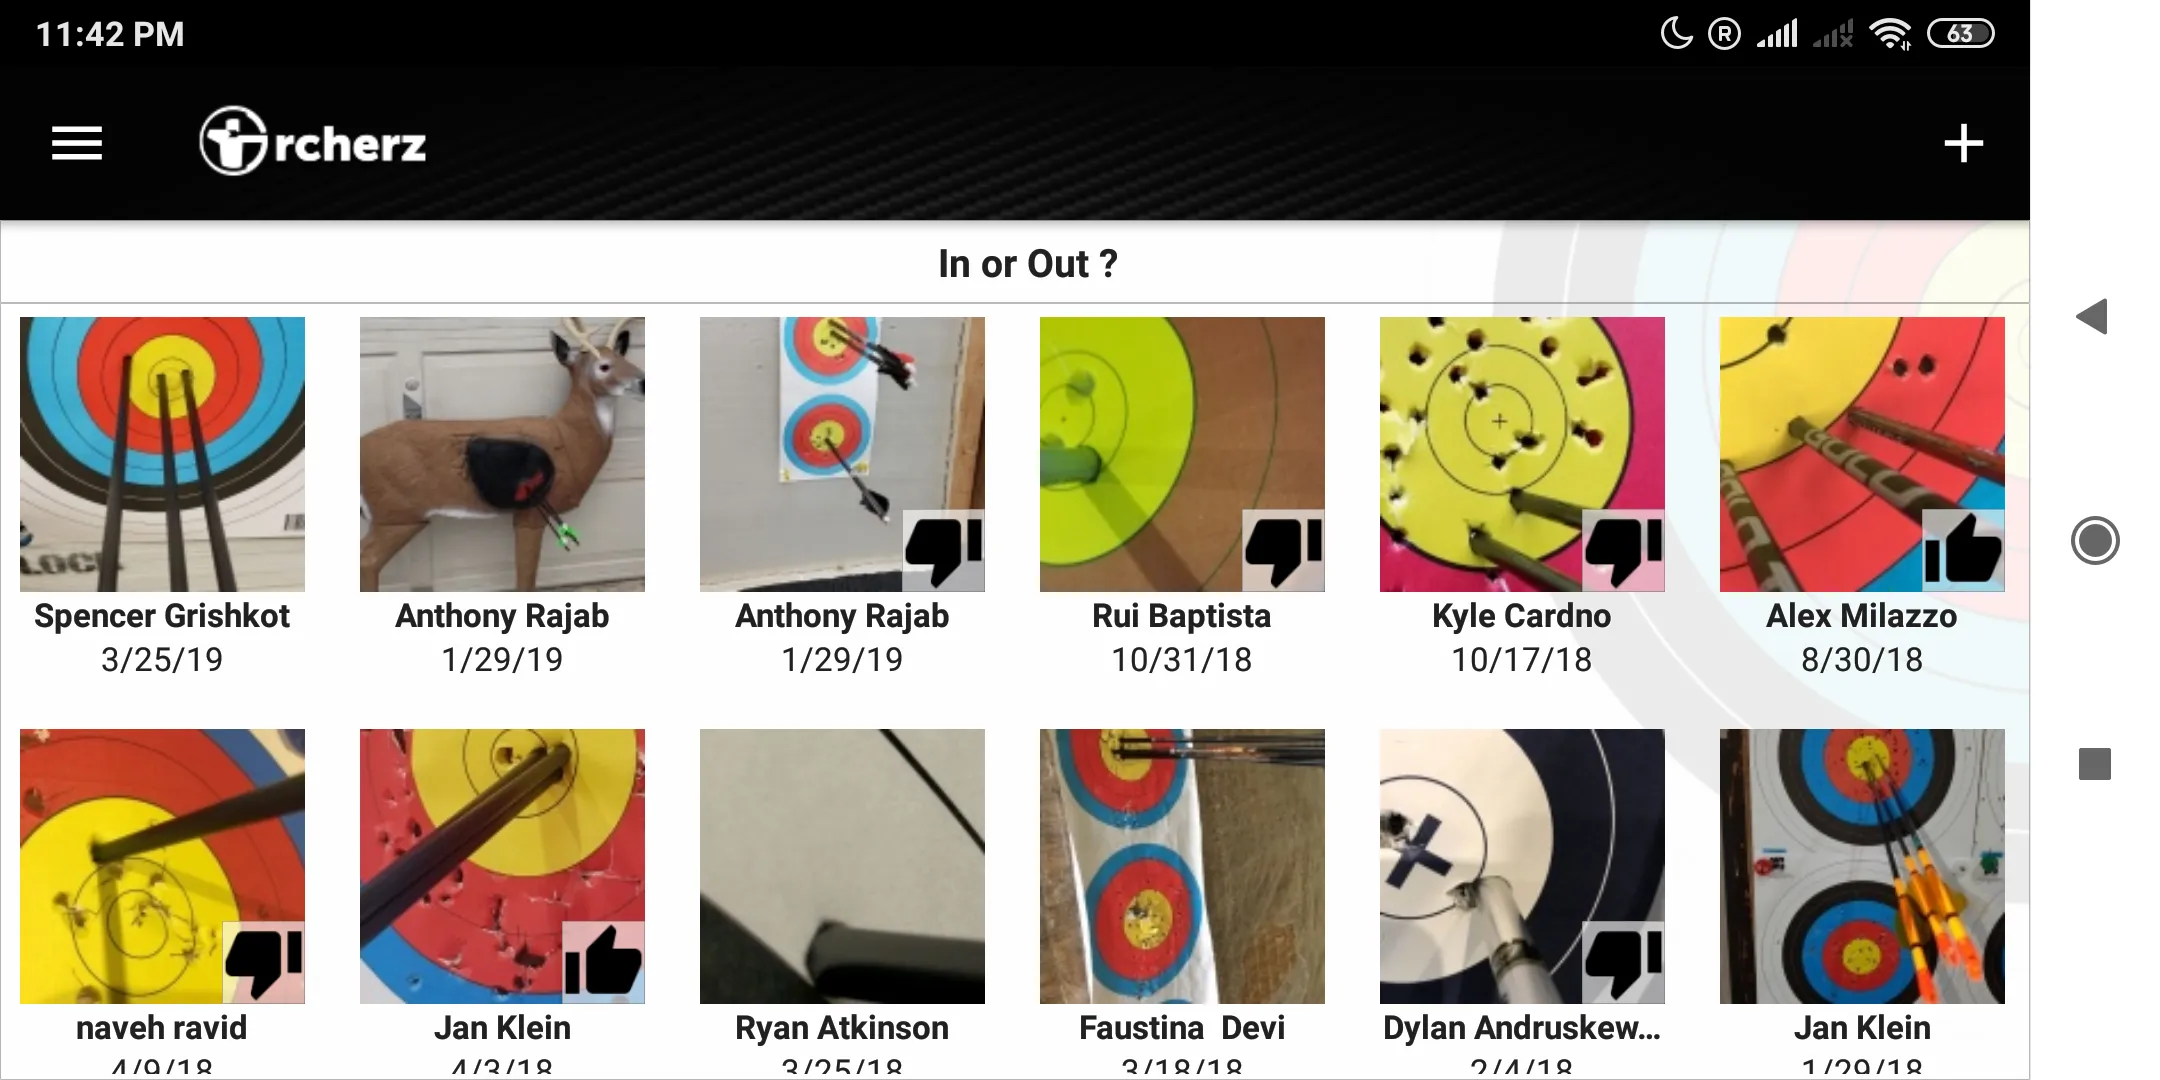 11:42 PM R 63
rcherz
In or Out ?
LOCK
Spencer Grishkot Anthony Rajab Anthony Rajab Rui Baptista Kyle Cardno Alex Milazzo
3/25/19 1/29/19 1/29/19 10/31/18 10/17/18 8/30/18
naveh ravid Jan Klein Ryan Atkinson Faustina Devi Dylan Andruskew... Jan Klein
4/9/18 4/3/18 3/25/18 3/18/18 2/4/18 1/29/18